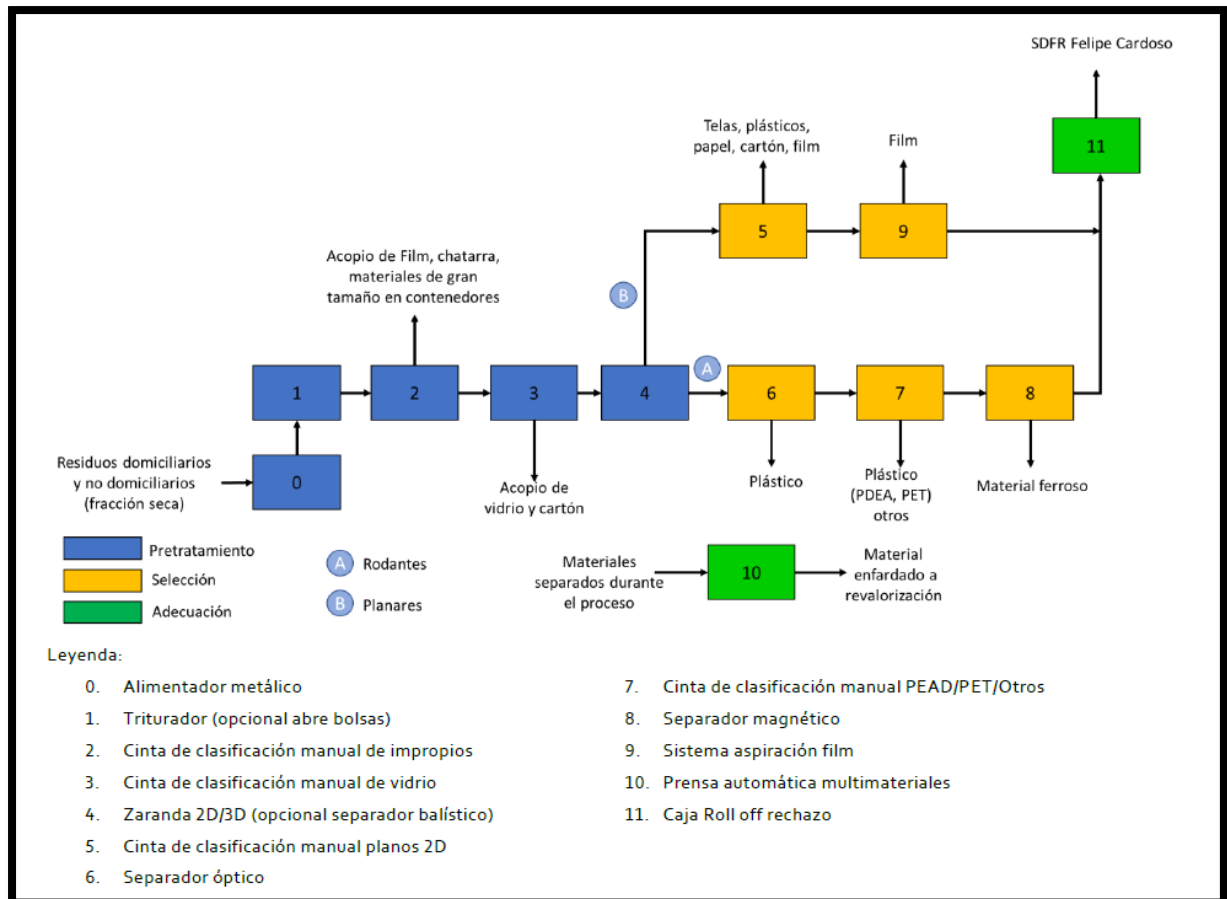 SDFR Felipe Cardoso
11
Telas, plásticos,
papel, cartón, film
Film
5
9
Acopio de Film, chatarra,
materiales de gran
tamaño en contenedores
B
A
1
2
3
4
6
7
8
Residuos domiciliarios
y no domiciliarios
(fracción seca)
0
Acopio de
vidrio y cartón
Plástico
Plástico
(PDEA, PET)
otros
Material ferroso
Pretratamiento
Selección
Adecuación
A Rodantes
B Planares
Materiales
separados durante
el proceso
10
Material
enfardado a
revalorización
Leyenda:
0. Alimentador metálico
1. Triturador (opcional abre bolsas)
2. Cinta de clasificación manual de impropios
3. Cinta de clasificación manual de vidrio
4. Zaranda 2D/3D (opcional separador balístico)
5. Cinta de clasificación manual planos 2D
6. Separador óptico
7. Cinta de clasificación manual PEAD/PET/Otros
8. Separador magnético
9. Sistema aspiración film
10. Prensa automática multimateriales
11. Caja Roll off rechazo